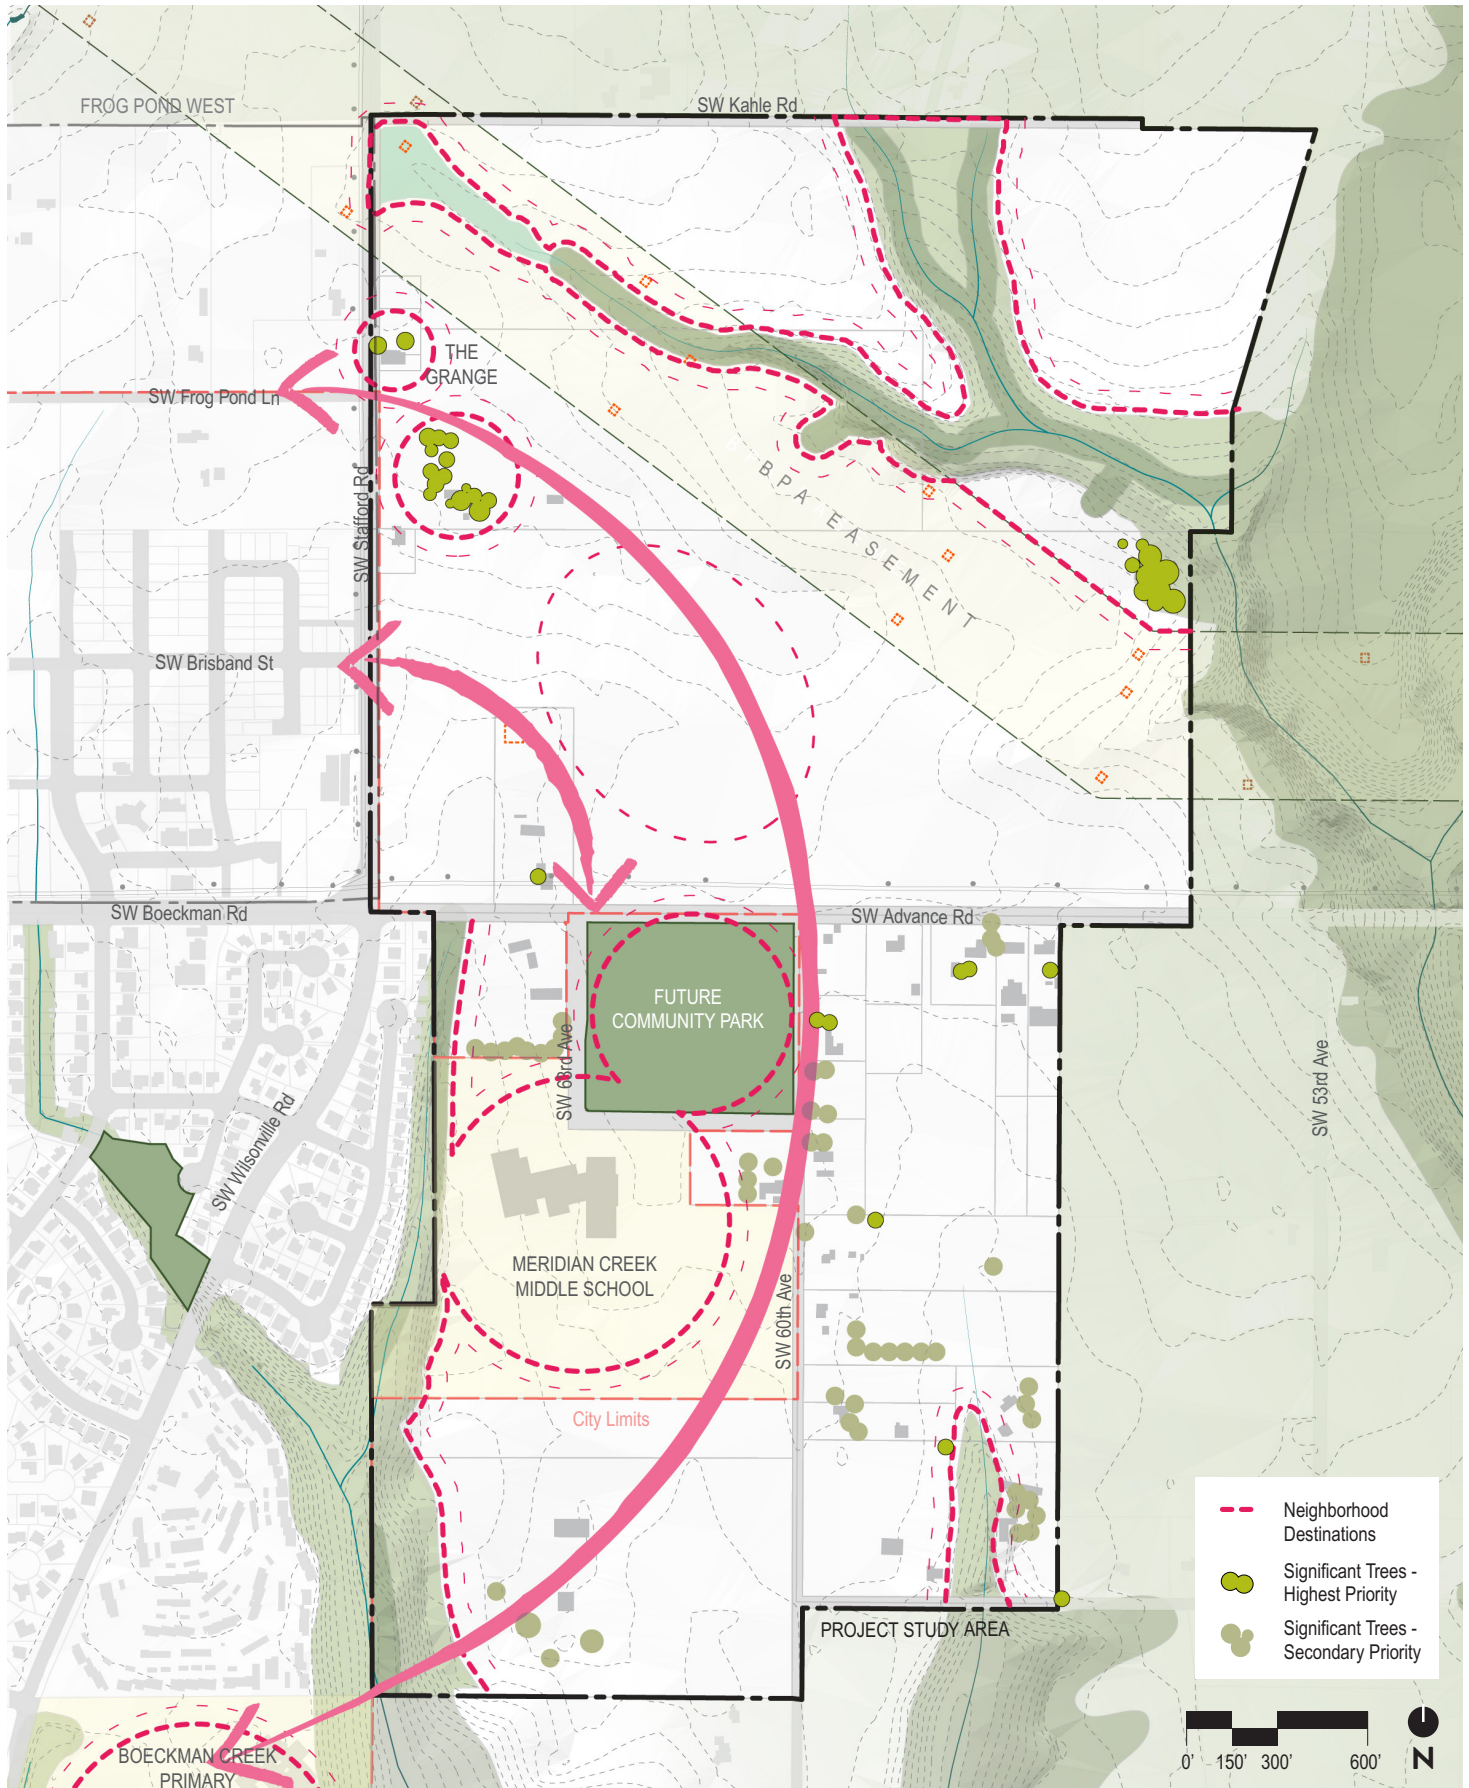 FROG POND WEST
SW Kahle Rd
THE
GRANGE
SW Frog Pond Ln
SW Stafford Rd
BPA EASEMENT
SW Brisband St
SW Boeckman Rd
SW Advance Rd
FUTURE
COMMUNITY PARK
SW 63rd Ave
SW 53rd Ave
SW Wilsonville Rd
MERIDIAN CREEK
MIDDLE SCHOOL
SW 60th Ave
City Limits
Neighborhood
Destinations
Significant Trees -
Highest Priority
Significant Trees -
Secondary Priority
PROJECT STUDY AREA
BOECKMAN CREEK
PRIMARY
0' 150' 300' 600'
N